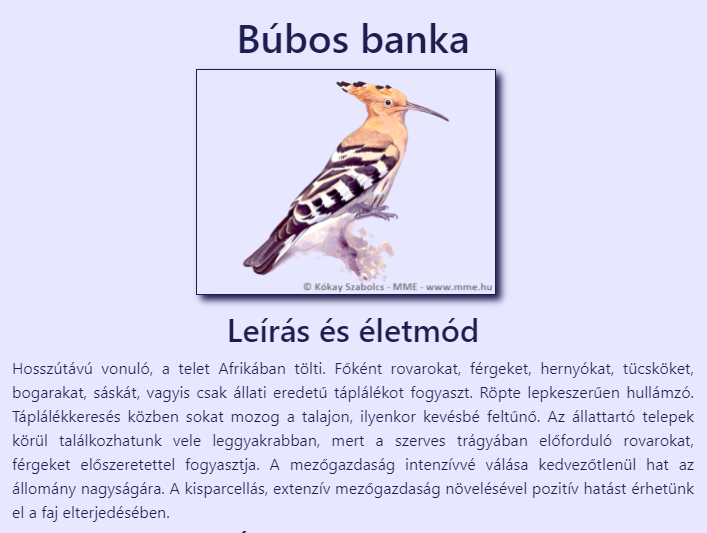 Búbos banka
© Kókay Szabolcs - MME - www.mme.hu
Leírás és életmód
Hosszútávú vonuló, a telet Afrikában tölti. Főként rovarokat, férgeket, hernyókat, tücsköket,
bogarakat, sáskát, vagyis csak állati eredetű táplálékot fogyaszt. Röpte lepkeszerűen hullámzó.
Táplálékkeresés közben sokat mozog a talajon, ilyenkor kevésbé feltűnő. Az állattartó telepek
körül találkozhatunk vele leggyakrabban, mert a szerves trágyában előforduló rovarokat,
férgeket előszeretettel fogyasztja. A mezőgazdaság intenzívvé válása kedvezőtlenül hat az
állomány nagyságára. A kisparcellás, extenzív mezőgazdaság növelésével pozitív hatást érhetünk
el a faj elterjedésében.